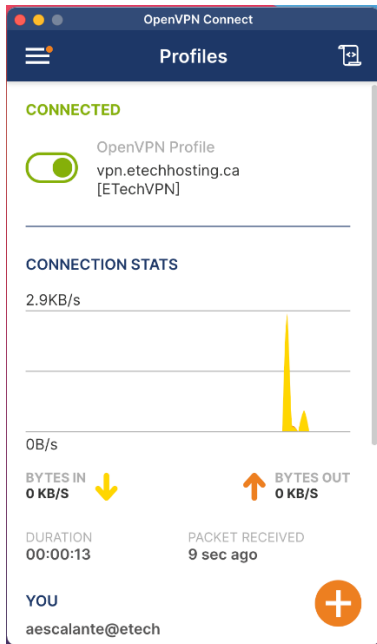 OpenVPN Connect
Profiles
CONNECTED
OpenVPN Profile
vpn.etechhosting.ca
[ETechVPN]
CONNECTION STATS
2.9KB/s
0B/s
BYTES IN
0 KB/S
BYTES OUT
0 KB/S
DURATION
00:00:13
PACKET RECEIVED
9 sec ago
YOU
aescalante@etech